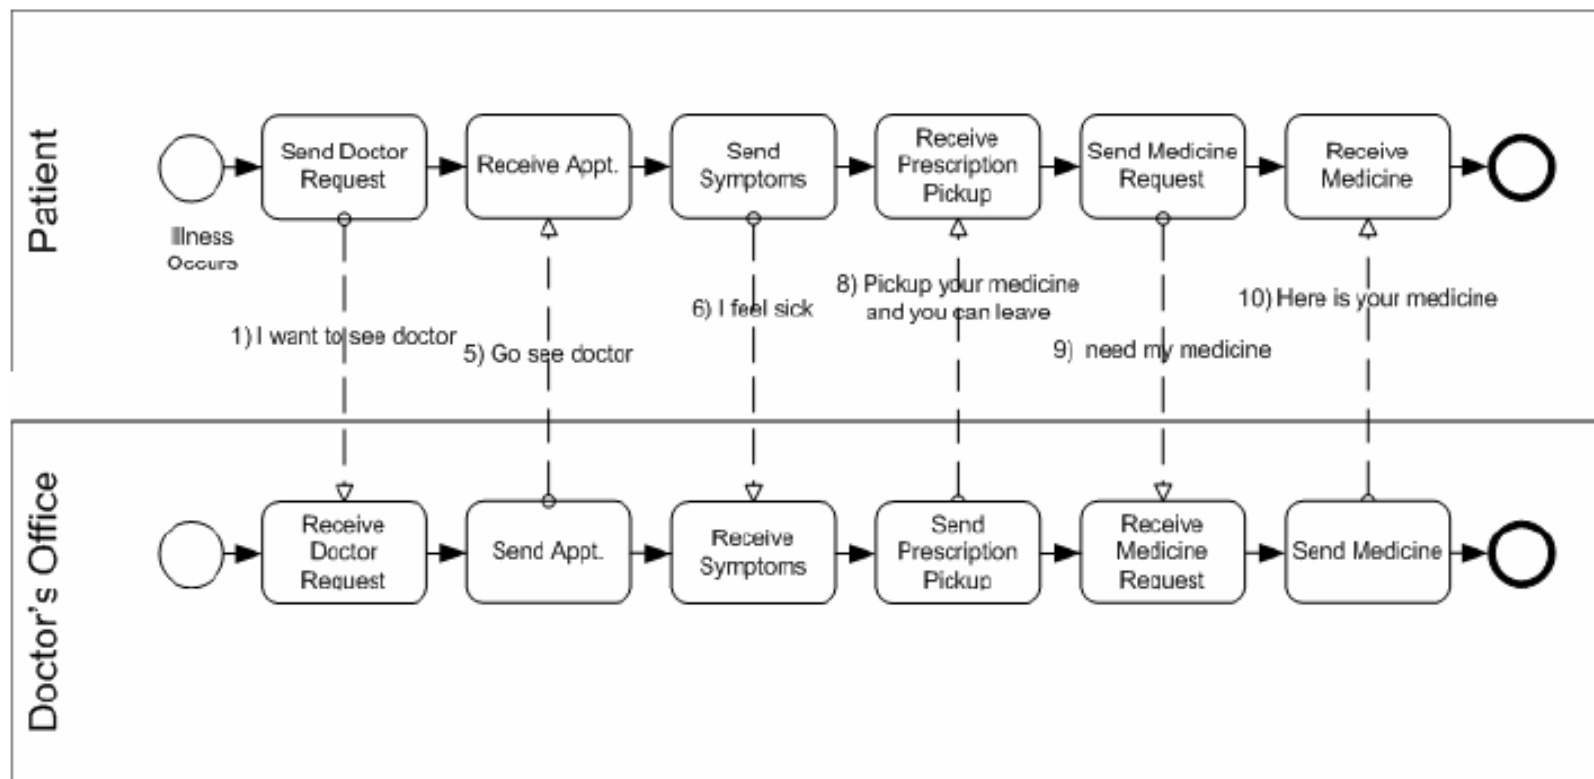 Patient
Send Doctor
Request
Receive Appt.
Send
Symptoms
Receive
Prescription
Pickup
Send Medicine
Request
Receive
Medicine
Illness
Occurs
1) I want to see doctor
5) Go see doctor
6) I feel sick
8) Pickup your medicine
and you can leave
9) need my medicine
10) Here is your medicine
Doctor's Office
Receive
Doctor
Request
Send Appt.
Receive
Symptoms
Send
Prescription
Pickup
Receive
Medicine
Request
Send Medicine